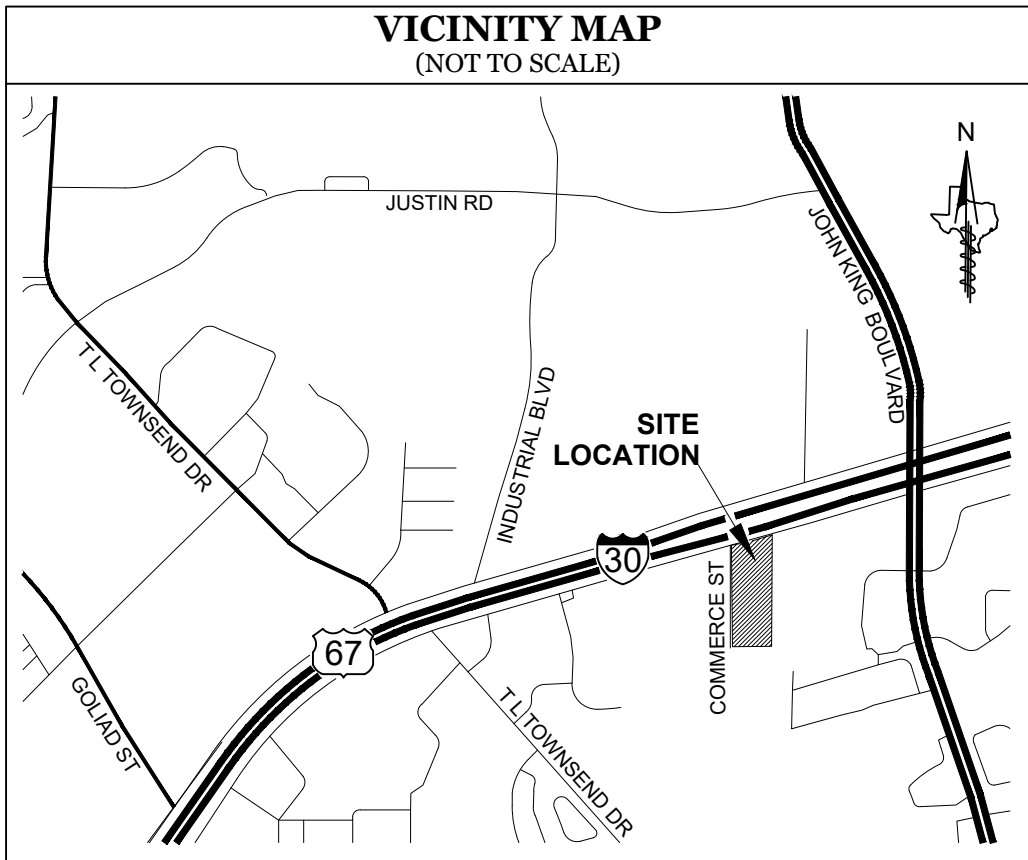 VICINITY MAP
(NOT TO SCALE)
N
JUSTIN RD
JOHN KING BOULVARD
T L TOWNSEND DR
INDUSTRIAL BLVD
SITE
LOCATION
30
COMMERCE ST
67
GOLIAD ST
T L TOWNSEND DR